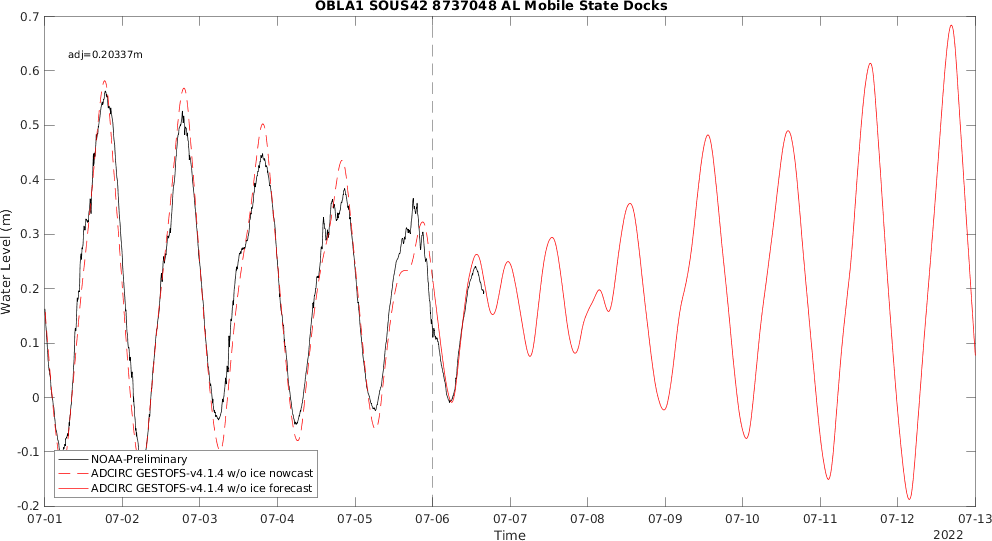 OBLA1 SOUS42 8737048 AL Mobile State Docks
adj=0.20337m
Water Level (m)
0.7
0.6
0.5
0.4
0.3
0.2
0.1
0
-0.1
-0.2
NOAA-Preliminary
ADCIRC GESTOFS-v4.1.4 w/o ice nowcast
ADCIRC GESTOFS-v4.1.4 w/o ice forecast
07-01 07-02 07-03 07-04 07-05 07-06 07-07 07-08 07-09 07-10 07-11 07-12 07-13
Time
2022